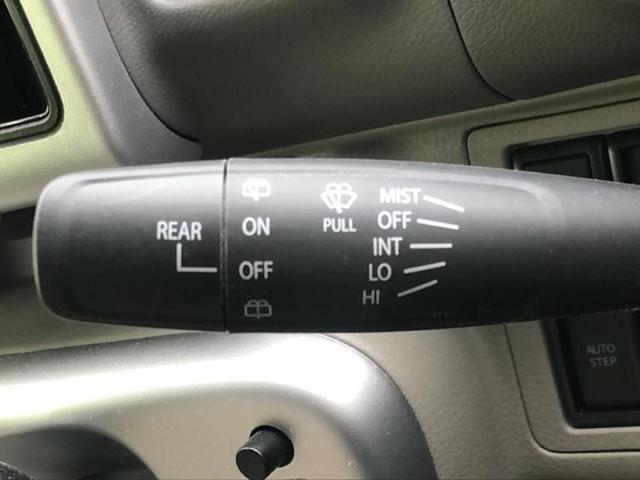 REAR
ON
OFF
PULL
MIST
OFF
INT
LO
HI
AUTO
STEP